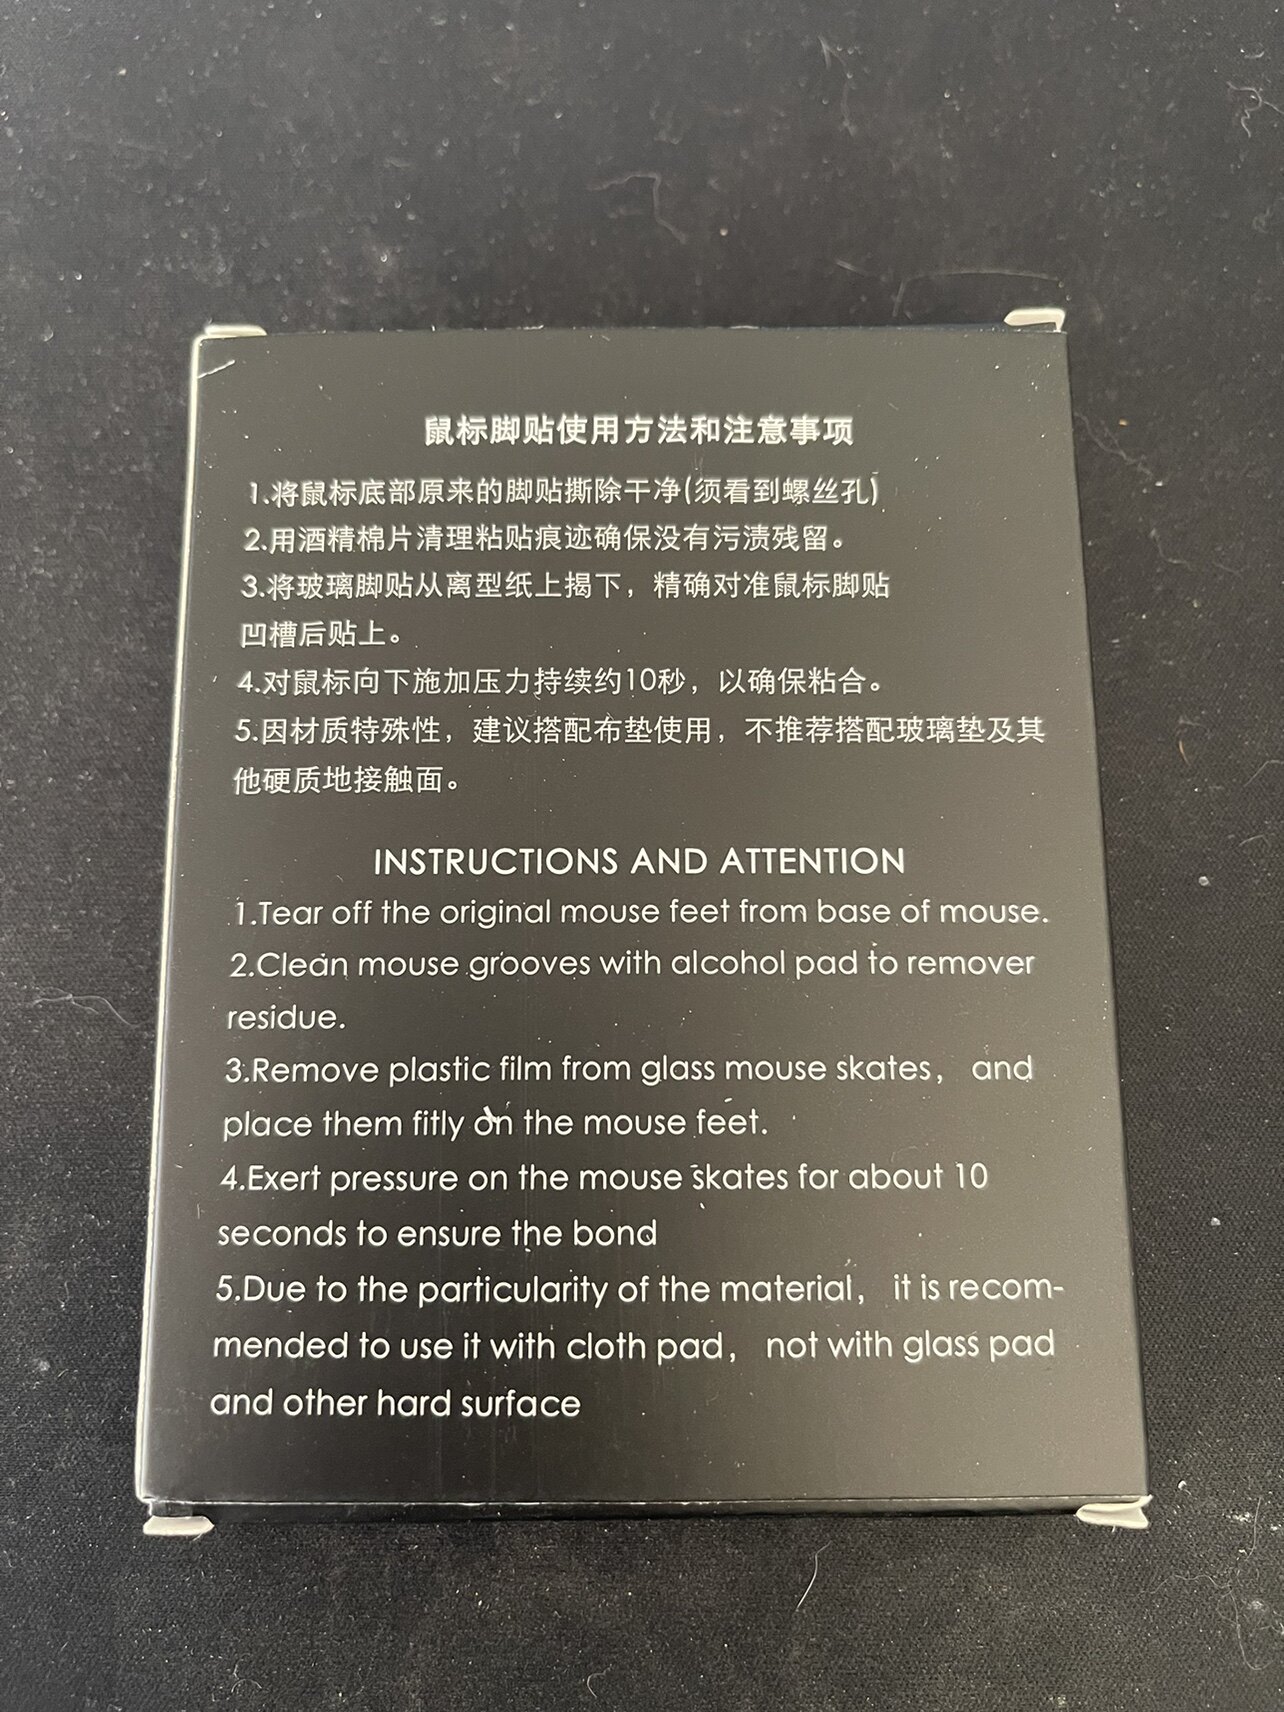 鼠标脚贴使用方法和注意事项
1.将鼠标底部原来的脚贴撕除干净(须看到螺丝孔)
2.用酒精棉片清理粘贴痕迹确保没有污渍残留。
3.将玻璃脚贴从离型纸上揭下，精确对准鼠标脚贴
凹槽后贴上。
4.对鼠标向下施加压力持续约10秒，以确保粘合。
5.因材质特殊性，建议搭配布垫使用，不推荐搭配玻璃垫及其
他硬质地接触面。
INSTRUCTIONS AND ATTENTION
1.Tear off the original mouse feet from base of mouse.
2.Clean mouse grooves with alcohol pad to remover
residue.
3.Remove plastic film from glass mouse skates， and
place them fitly on the mouse feet.
4.Exert pressure on the mouse skates for about 10
seconds to ensure the bond
5.Due to the particularity of the material， it is recom-
mended to use it with cloth pad， not with glass pad
and other hard surface